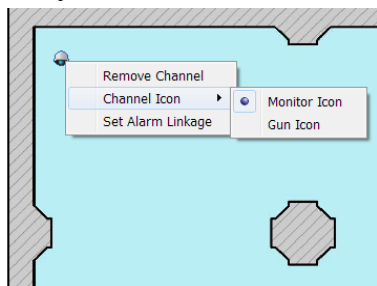 Remove Channel
Channel Icon
Set Alarm Linkage
Monitor Icon
Gun Icon